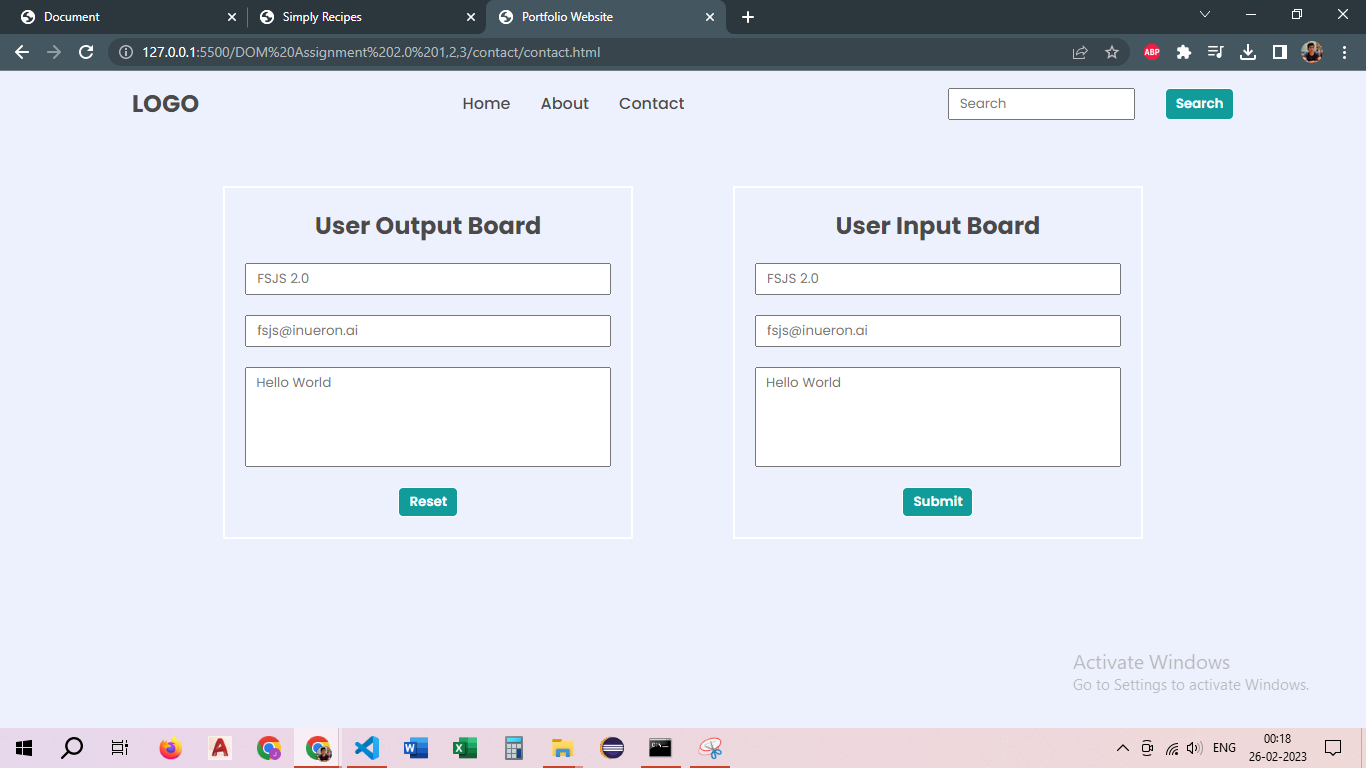 Document
Simply Recipes
Portfolio Website
127.0.0.1:5500/DOM%20Assignment%202.0%201,2,3/contact/contact.html
ABP
LOGO Home About Contact Search Search
User Output Board
FSJS 2.0
fsjs@inueron.ai
Hello World
Reset
User Input Board
FSJS 2.0
fsjs@inueron.ai
Hello World
Submit
Activate Windows
Go to Settings to activate Windows.
ENG
00:18
26-02-2023